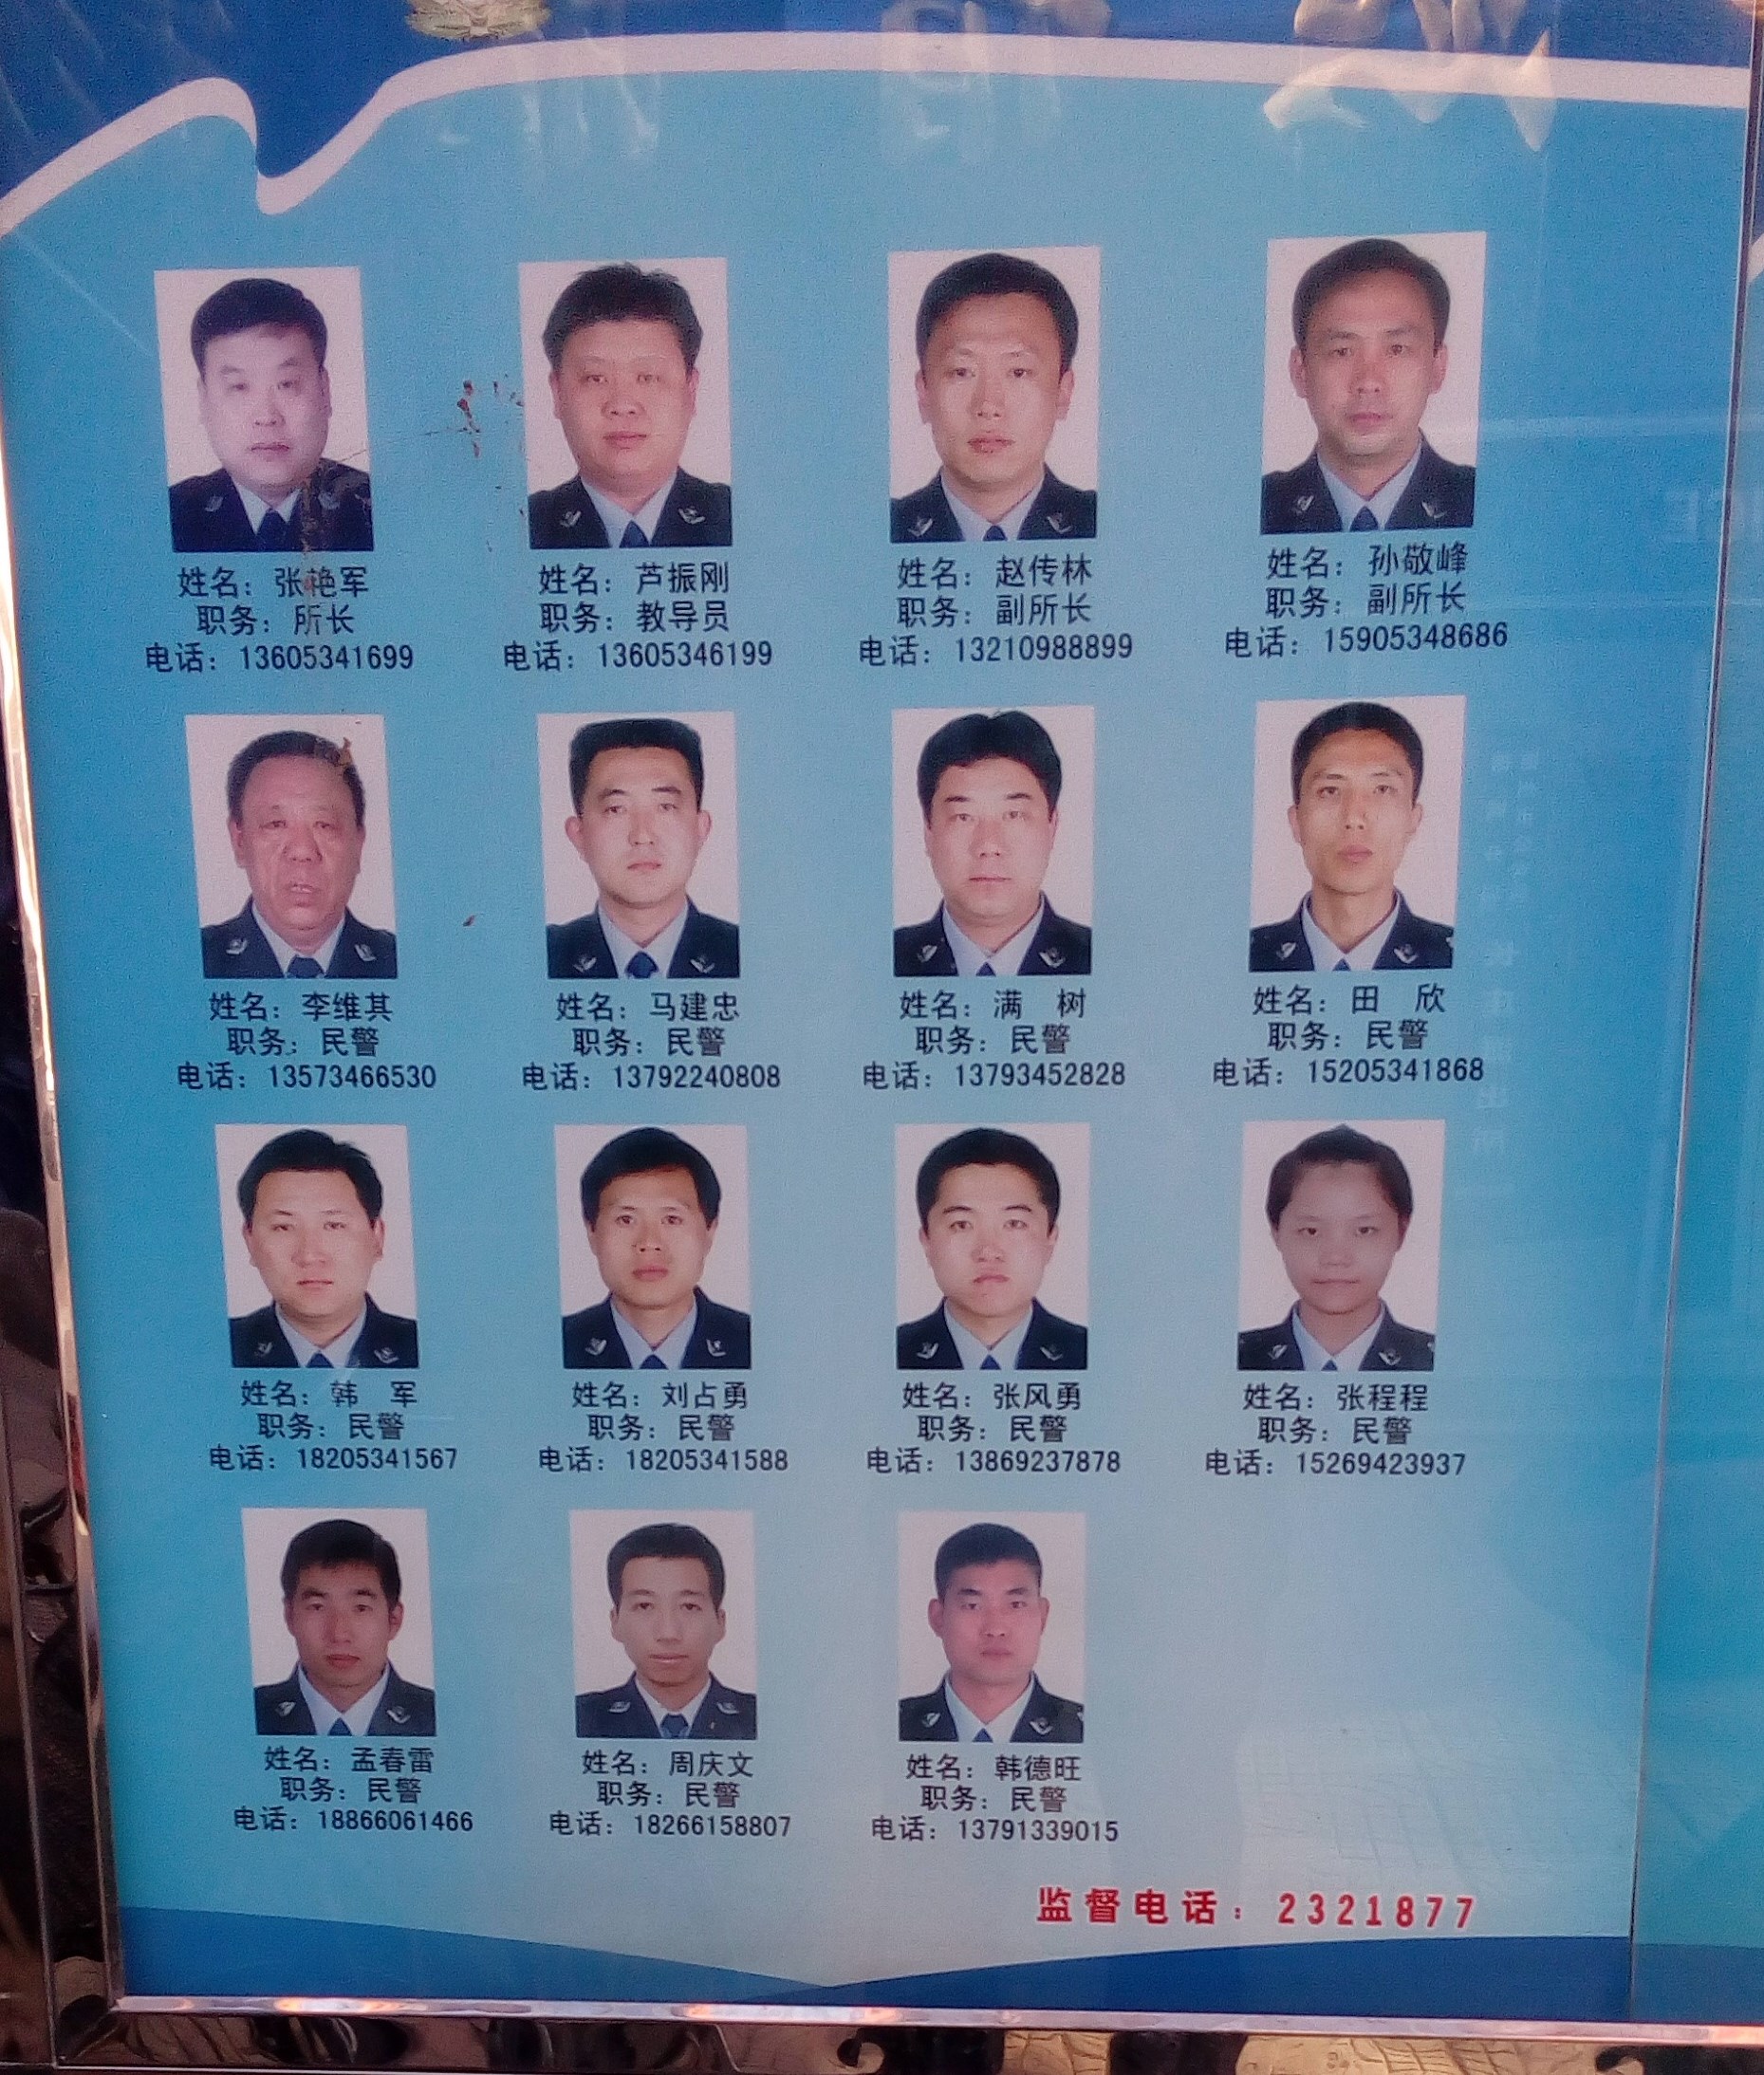 姓名：张艳军
职务：所长
电话：13605341699
姓名：芦振刚
职务：教导员
电话：13605346199
姓名：赵传林
职务：副所长
电话：13210988899
姓名：孙敬峰
职务：副所长
电话：15905348686
姓名：李维其
职务：民警
电话：13573466530
姓名：马建忠
职务：民警
电话：13792240808
姓名：满　树
职务：民警
电话：13793452828
姓名：田　欣
职务：民警
电话：15205341868
姓名：韩　军
职务：民警
电话：18205341567
姓名：刘占勇
职务：民警
电话：18205341588
姓名：张风勇
职务：民警
电话：13869237878
姓名：张程程
职务：民警
电话：15269423937
姓名：孟春雷
职务：民警
电话：18866061466
姓名：周庆文
职务：民警
电话：18266158807
姓名：韩德旺
职务：民警
电话：13791339015
监督电话：2321877